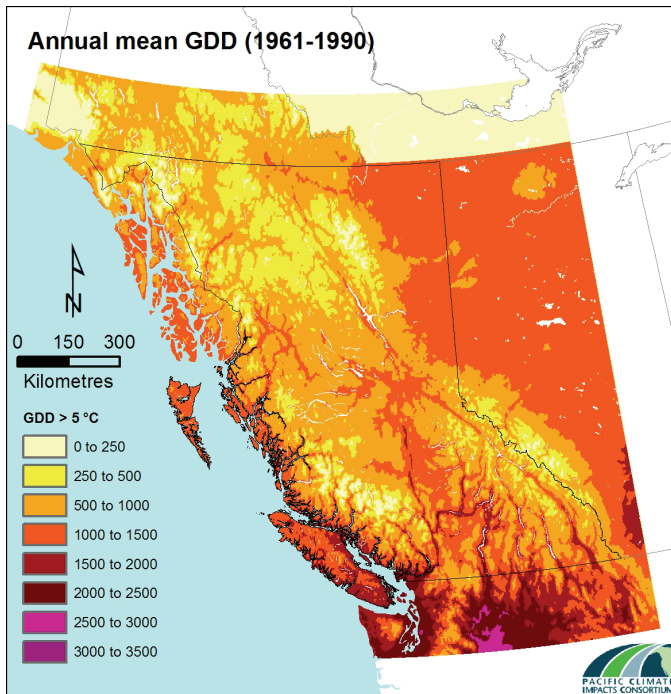 Annual mean GDD (1961-1990)
N
0 150 300
Kilometres
GDD > 5 °C
0 to 250
250 to 500
500 to 1000
1000 to 1500
1500 to 2000
2000 to 2500
2500 to 3000
3000 to 3500
PACIFIC CLIMATE
IMPACTS CONSORTIUM